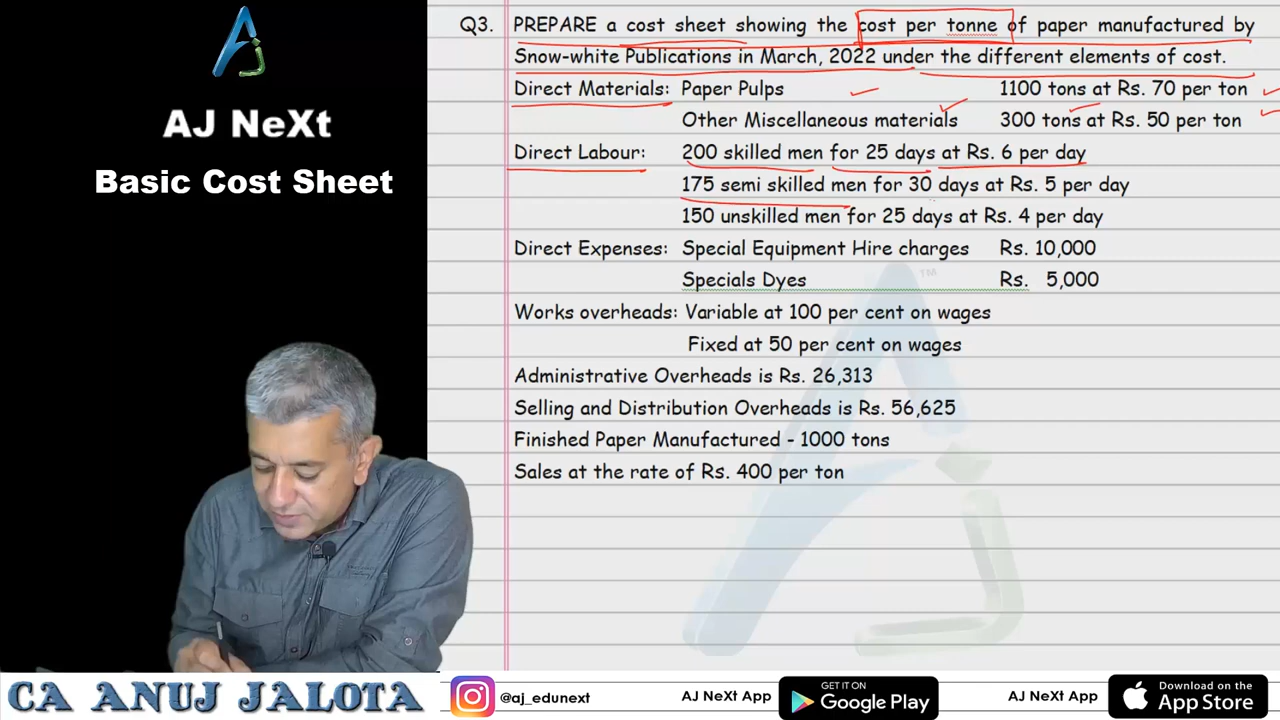 AJ NeXt
Basic Cost Sheet
Q3. PREPARE a cost sheet showing the cost per tonne of paper manufactured by
Snow-white Publications in March, 2022 under the different elements of cost.
Direct Materials: Paper Pulps 1100 tons at Rs. 70 per ton
Other Miscellaneous materials 300 tons at Rs. 50 per ton
Direct Labour: 200 skilled men for 25 days at Rs. 6 per day
175 semi skilled men for 30 days at Rs. 5 per day
150 unskilled men for 25 days at Rs. 4 per day
Direct Expenses: Special Equipment Hire charges Rs. 10,000
Specials Dyes Rs. 5,000
Works overheads: Variable at 100 per cent on wages
Fixed at 50 per cent on wages
Administrative Overheads is Rs. 26,313
Selling and Distribution Overheads is Rs. 56,625
Finished Paper Manufactured - 1000 tons
Sales at the rate of Rs. 400 per ton
TM
CA ANUJ JALOTA
@aj_edunext
AJ NeXt App
GET IT ON
Google Play
AJ NeXt App
Download on the
App Store